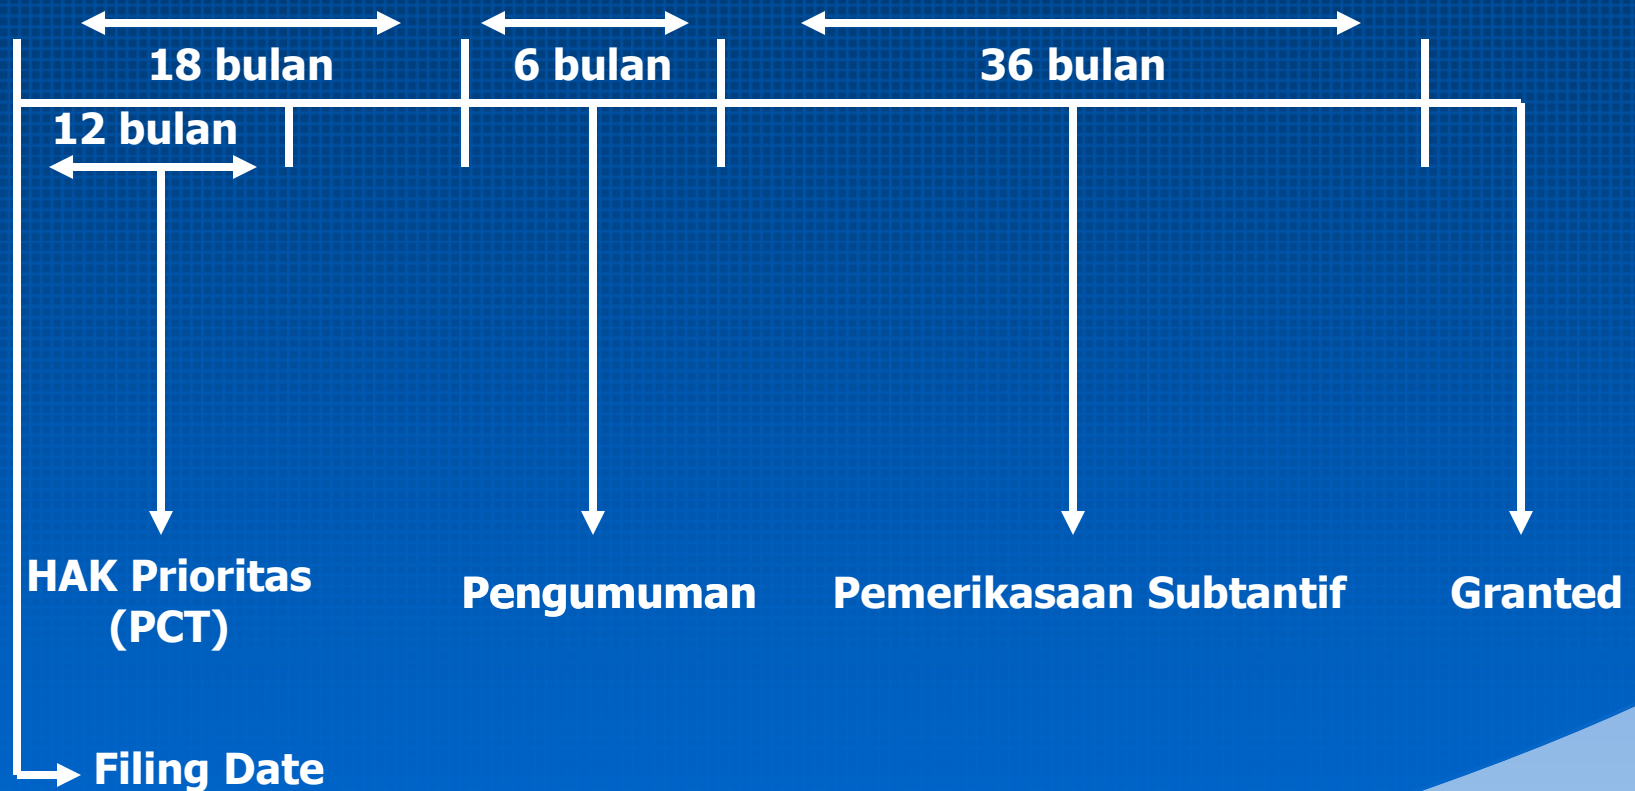 18 bulan
6 bulan
36 bulan
12 bulan
HAK Prioritas
(PCT)
Pengumuman
Pemerikasaan Subtantif
Granted
Filing Date